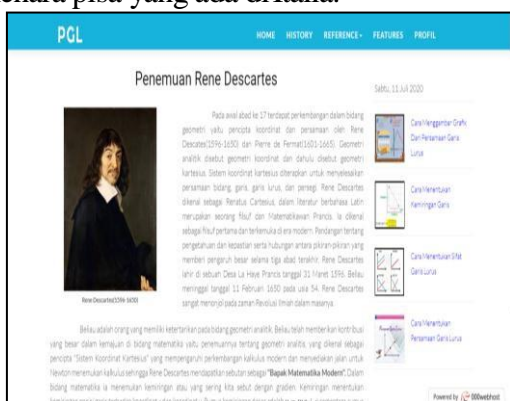 menara pisa yang ada di Italia.
PGL HOME HISTORY REFERENCE FEATURES PROFIL
Penemuan Rene Descartes
Pada awal abad ke 17 terdapat perkembangan dalam bidang
geometri yaitu pencipta koordinat dan persamaan oleh Rene
Descates(1596-1650) dan Pierre de Fermat(1601-1665). Geometri
analitik disebut geometri koordinat dan dahulu disebut geometri
kartesius. Sistem koordinat kartesius diterapkan untuk menyelesaikan
persamaan bidang, garis, garis lurus, dan persegi. Rene Descartes
dikenal sebagai Renatus Cartesius, dalam literatur berbahasa Latin
merupakan seorang filsuf dan Matematikawan Prancis. Ia dikenal
sebagai filsuf pertama dan terkemuka di era modern. Pandangan tentang
pengetahuan dan kepastian serta hubungan antara pikiran-pikiran yang
memberi pengaruh besar selama tiga abad terakhir. Rene Descartes
lahir di sebuah Desa La Haye Prancis tanggal 31 Maret 1596. Beliau
meninggal tanggal 11 Februari 1650 pada usia 54. Rene Descartes
sangat menonjol pada zaman Revolusi Ilmiah dalam masanya.
Rene Descartes(1596-1650)
Beliau adalah orang yang memiliki ketertarikan pada bidang geometri analitik. Beliau telah memberikan kontribusi
yang besar dalam kemajuan di bidang matematika yaitu penemuannya tentang geometri analitik, yang dikenal sebagai
pencipta "Sistem Koordinat Kartesius" yang mempengaruhi perkembangan kalkulus modern dan menyediakan jalan untuk
Newton menemukan kalkulus sehingga Rene Descartes mendapatkan sebutan sebagai "Bapak Matematika Modern". Dalam
bidang matematika ia menemukan kemiringan atau yang sering kita sebut dengan gradien. Kemiringan menentukan
Sabtu, 11 Juli 2020
Cara Menggambar Grafik
Dari Persamaan Garis
Lurus
Cara Menentukan
Kemiringan Garis
Cara Menentukan Sifat
Garis Lurus
Cara Menentukan
Persamaan Garis Lurus
Powered by 000webhost